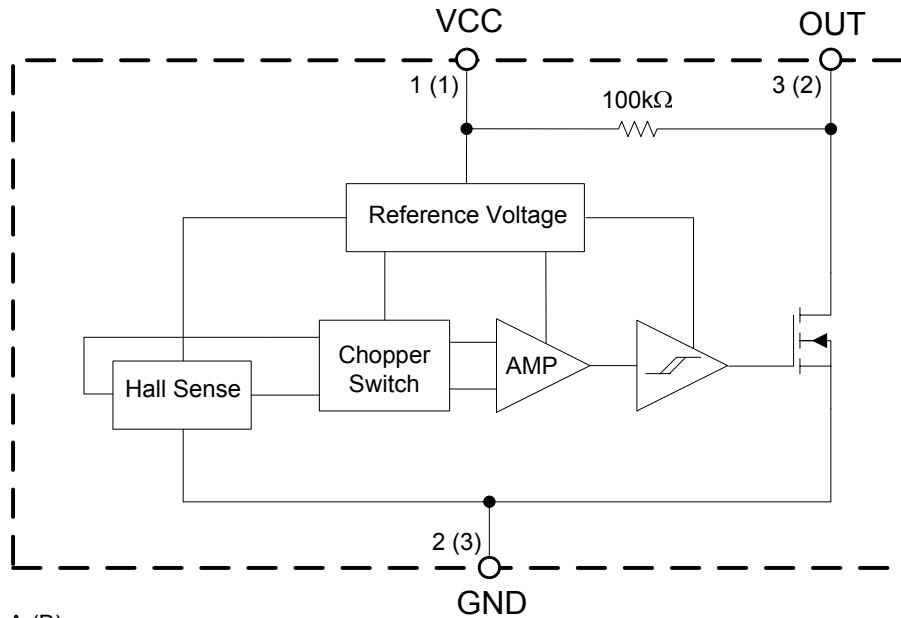 VCC
OUT
1 (1)
3 (2)
100kΩ
Reference Voltage
Chopper
Switch
AMP
Hall Sense
2 (3)
GND